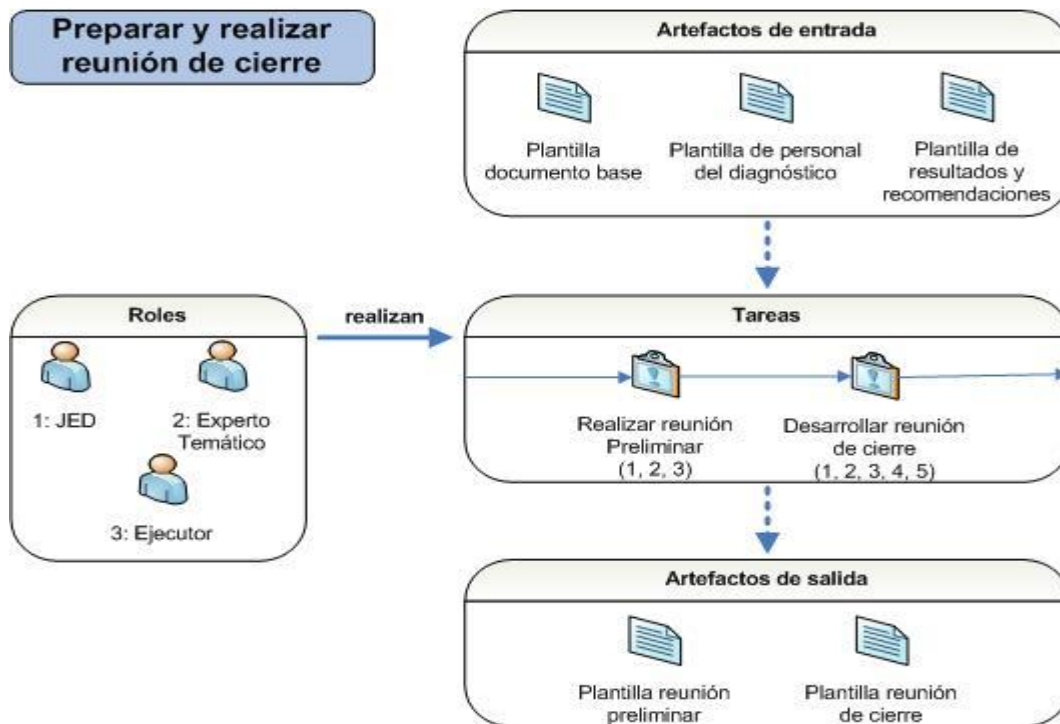 Preparar y realizar
reunión de cierre
Artefactos de entrada
Plantilla
documento base
Plantilla de personal
del diagnóstico
Plantilla de
resultados y
recomendaciones
Roles
1: JED
2: Experto
Temático
3: Ejecutor
realizan
Tareas
Realizar reunión
Preliminar
(1, 2, 3)
Desarrollar reunión
de cierre
(1, 2, 3, 4, 5)
Artefactos de salida
Plantilla reunión
preliminar
Plantilla reunión
de cierre